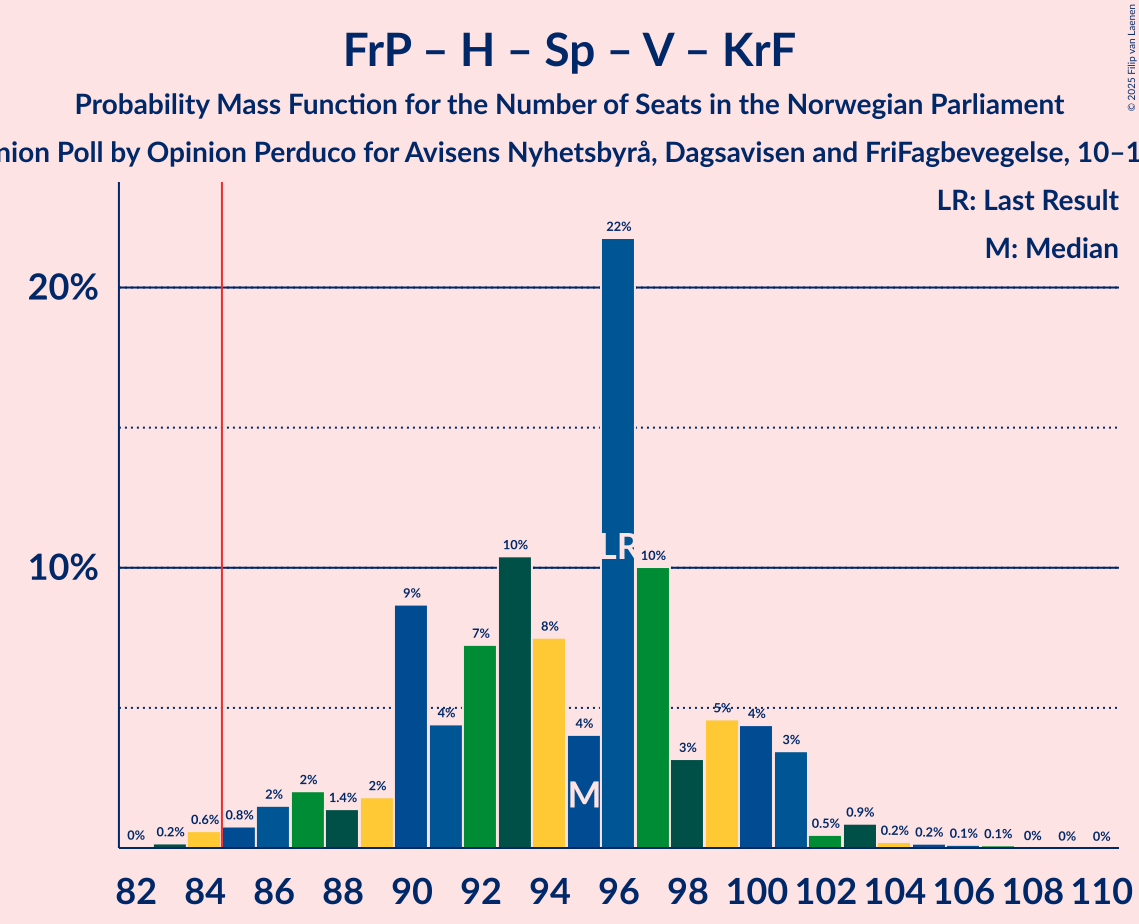 FrP – H – Sp – V – KrF
Probability Mass Function for the Number of Seats in the Norwegian Parliament
Poll by Opinion Perduco for Avisens Nyhetsbyrå, Dagsavisen and FriFagbevegelse,
© 2025 Filip van Laenen
LR: Last Result
M: Median
20%
10%
0% 0.2% 0.6% 0.8% 2% 2% 1.4% 2% 9% 4% 7% 10% 8% 4% 22% 10% 3% 5% 4% 3% 0.5% 0.9% 0.2% 0.2% 0.1% 0.1% 0% 0% 0%
LR
M
82 84 86 88 90 92 94 96 98 100 102 104 106 108 110